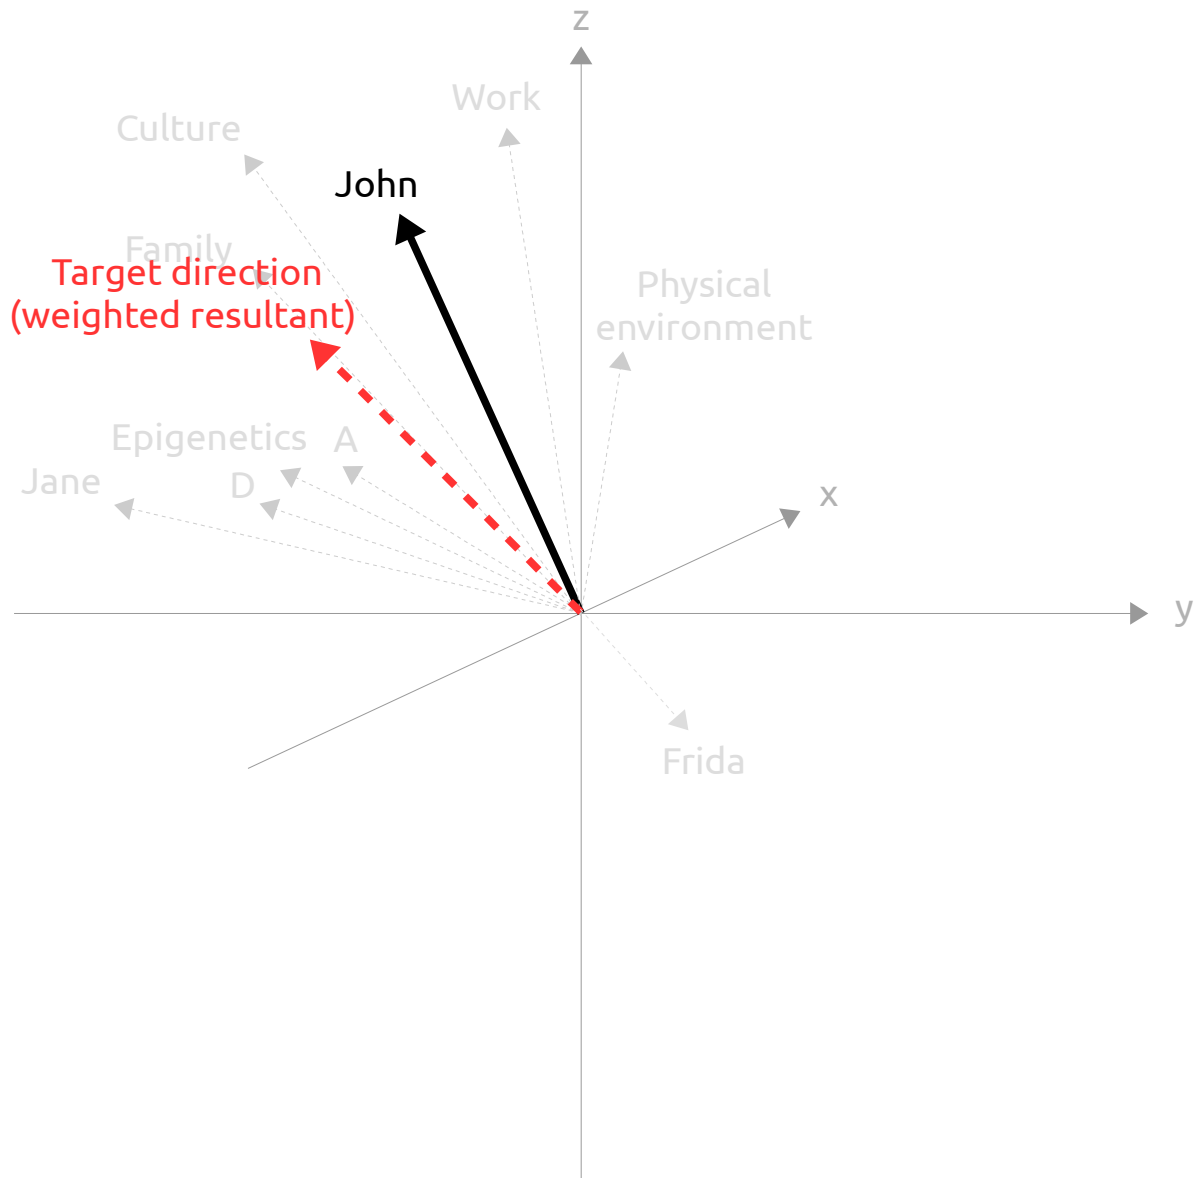 z
Work
Culture
John
Family
Target direction
(weighted resultant)
Physical
environment
Epigenetics
A
Jane
D
x
y
Frida